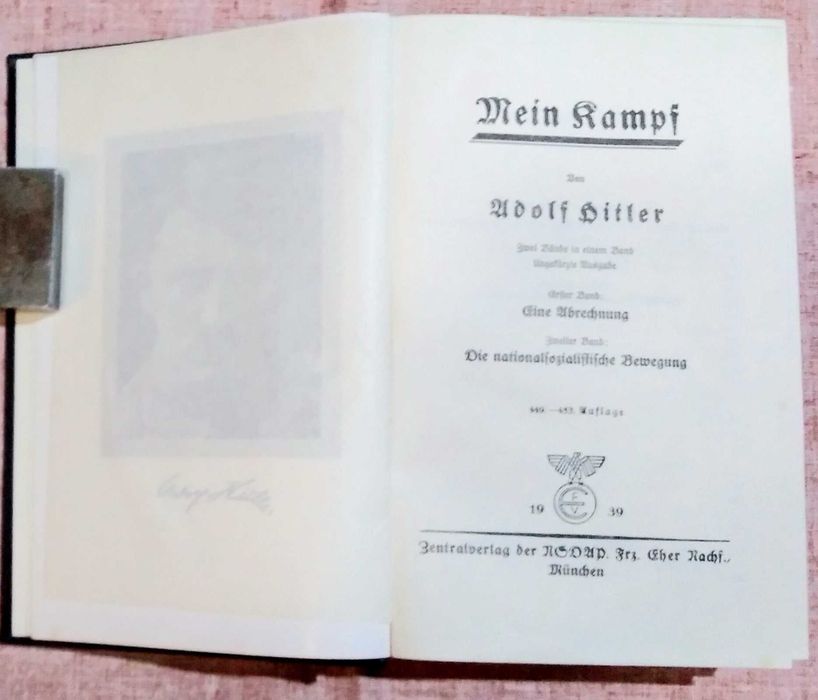 Mein Kampf
Von
Adolf Hitler
Zwei Bände in einem Band
Ungekürzte Ausgabe
Erster Band:
Eine Abrechnung
Zweiter Band:
Die nationalsozialistische Bewegung
Auflage
E
F V
19 39
Zentralverlag der NSDAP. Frz. Eher Nachf.,
München